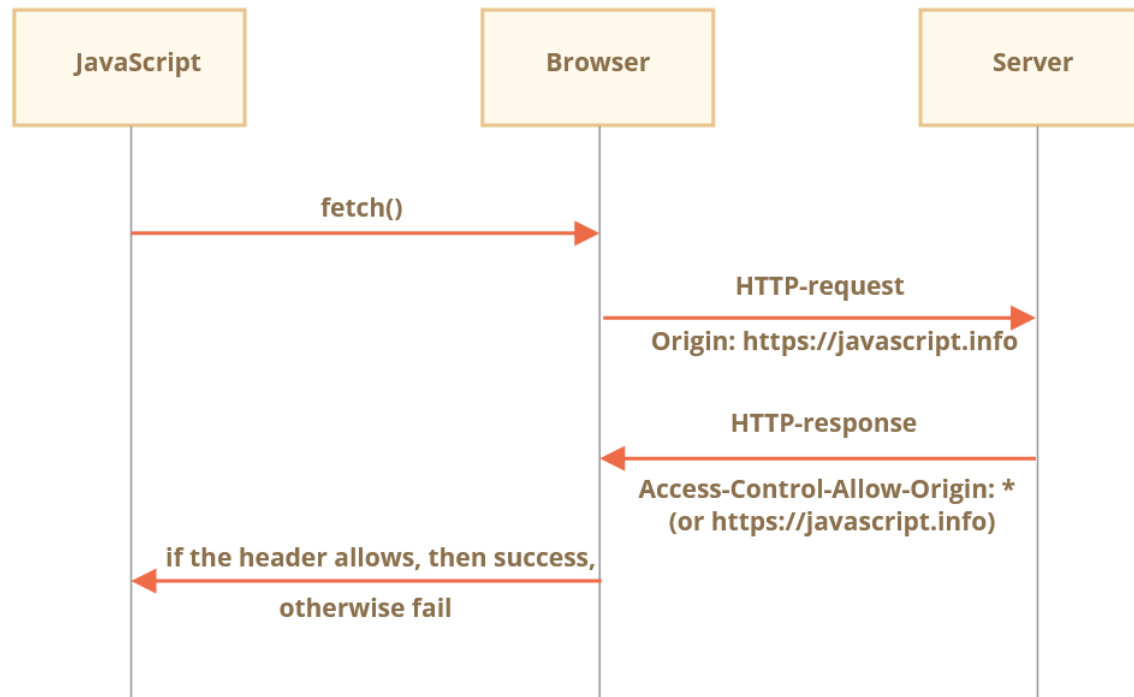 JavaScript
Browser
Server
fetch()
HTTP-request
Origin: https://javascript.info
HTTP-response
Access-Control-Allow-Origin: *
(or https://javascript.info)
if the header allows, then success,
otherwise fail